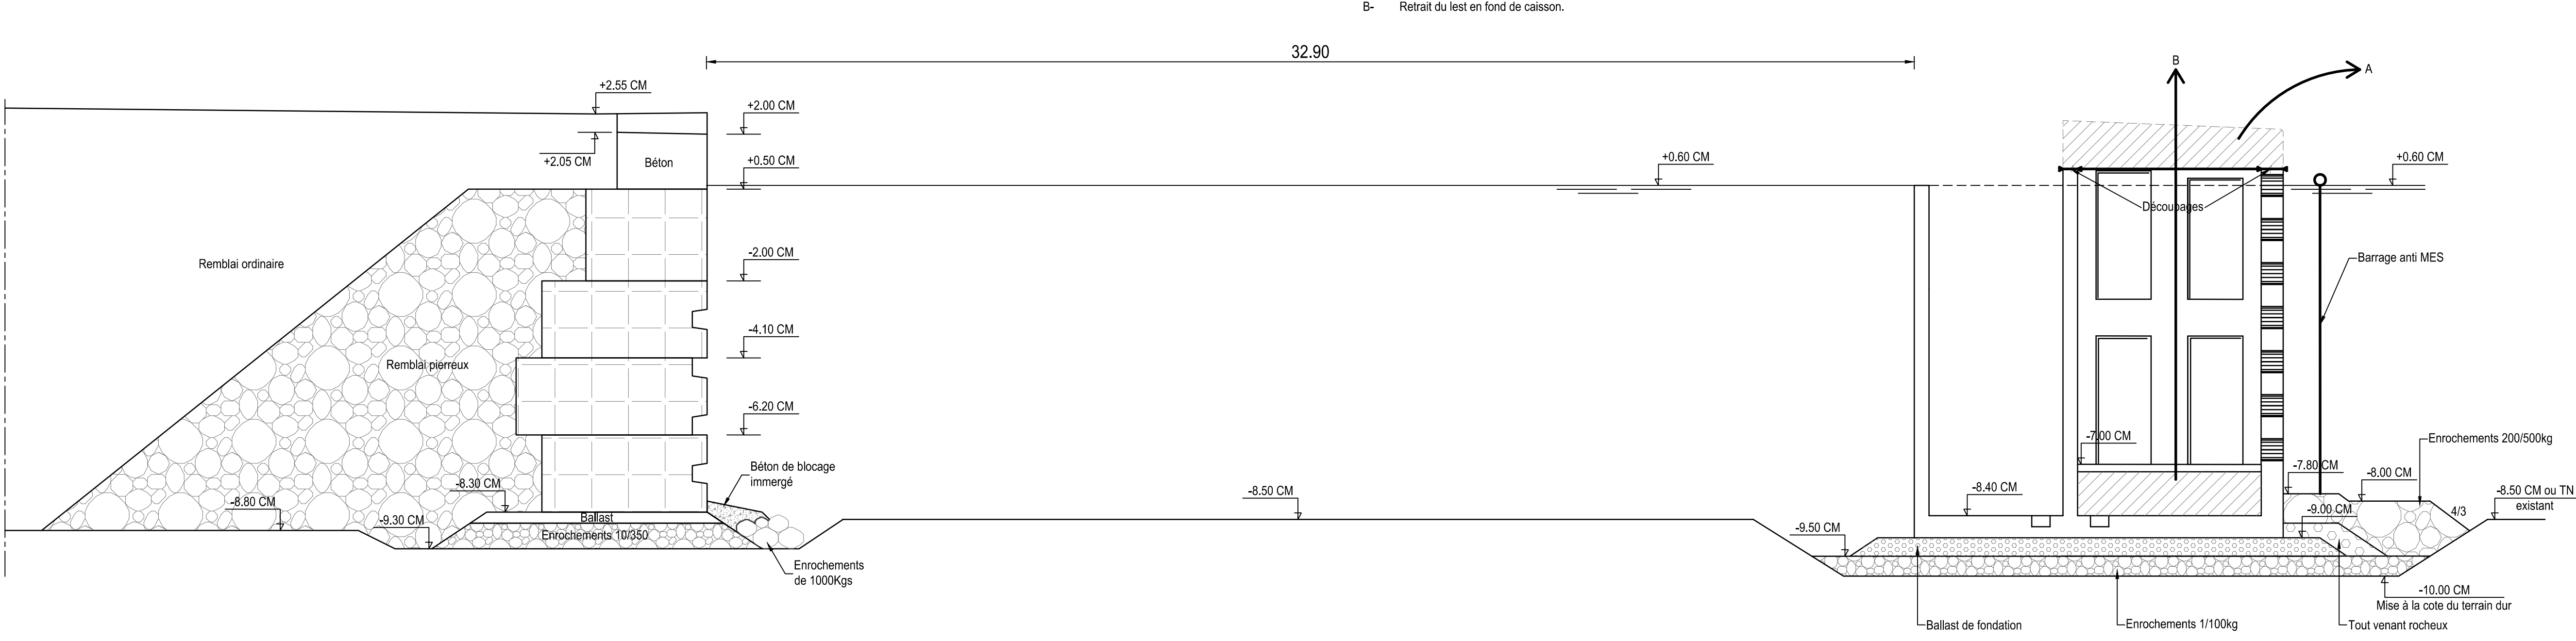 B- Retrait du lest en fond de caisson.
32.90
B
A
+2.55 CM
+2.00 CM
+2.05 CM
Béton
+0.50 CM
+0.60 CM
+0.60 CM
Découpages
Remblai ordinaire
-2.00 CM
Barrage anti MES
-4.10 CM
Remblai pierreux
-6.20 CM
-7.00 CM
Enrochements 200/500kg
Béton de blocage
immergé
-7.80 CM
-8.00 CM
-8.30 CM
-8.50 CM
-8.40 CM
-8.50 CM ou TN
existant
-8.80 CM
-9.30 CM
Ballast
-9.00 CM
4/3
-9.50 CM
Enrochements 10/350
Enrochements
de 1000Kgs
-10.00 CM
Mise à la cote du terrain dur
Ballast de fondation
Enrochements 1/100kg
Tout venant rocheux